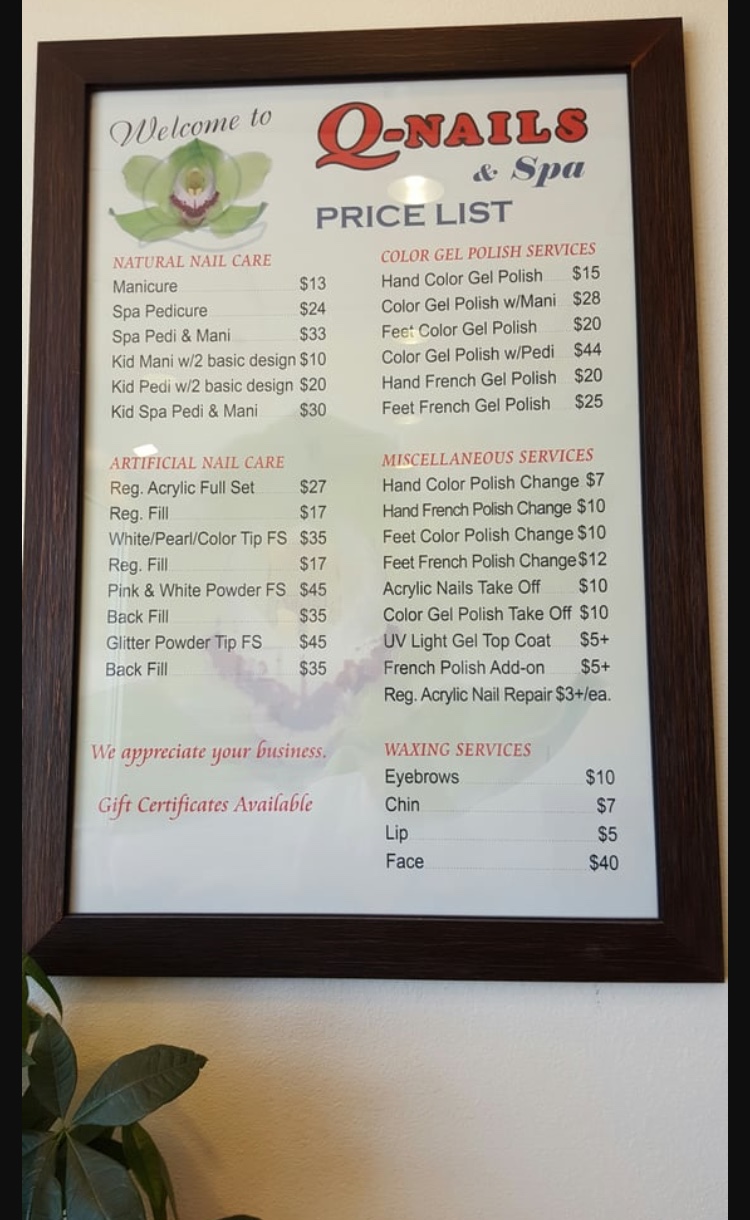 Welcome to
Q-NAILS
& Spa
PRICE LIST
NATURAL NAIL CARE
Manicure $13
Spa Pedicure $24
Spa Pedi & Mani $33
Kid Mani w/2 basic design $10
Kid Pedi w/2 basic design $20
Kid Spa Pedi & Mani $30
ARTIFICIAL NAIL CARE
Reg. Acrylic Full Set $27
Reg. Fill $17
White/Pearl/Color Tip FS $35
Reg. Fill $17
Pink & White Powder FS $45
Back Fill $35
Glitter Powder Tip FS $45
Back Fill $35
We appreciate your business.
Gift Certificates Available
COLOR GEL POLISH SERVICES
Hand Color Gel Polish $15
Color Gel Polish w/Mani $28
Feet Color Gel Polish $20
Color Gel Polish w/Pedi $44
Hand French Gel Polish $20
Feet French Gel Polish $25
MISCELLANEOUS SERVICES
Hand Color Polish Change $7
Hand French Polish Change $10
Feet Color Polish Change $10
Feet French Polish Change $12
Acrylic Nails Take Off $10
Color Gel Polish Take Off $10
UV Light Gel Top Coat $5+
French Polish Add-on $5+
Reg. Acrylic Nail Repair $3+/ea.
WAXING SERVICES
Eyebrows $10
Chin $7
Lip $5
Face $40